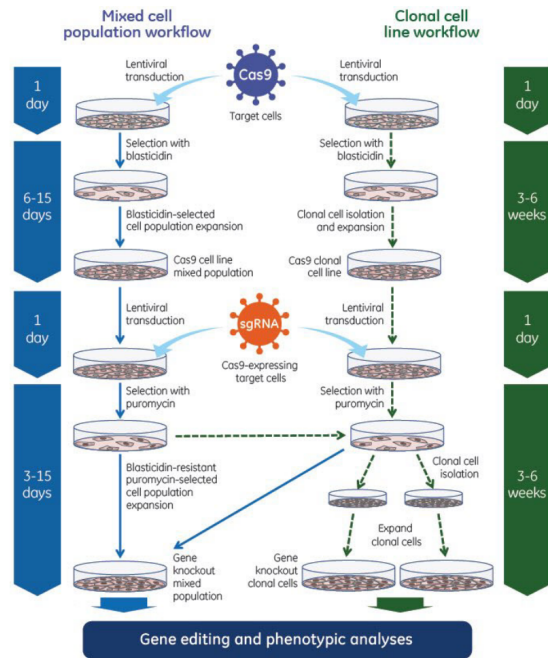 Mixed cell
population workflow
Clonal cell
line workflow
1
day
Lentiviral
transduction
Cas9
Lentiviral
transduction
1
day
Target cells
Selection with
blasticidin
Selection with
blasticidin
6-15
days
Blasticidin-selected
cell population expansion
Clonal cell isolation
and expansion
3-6
weeks
Cas9 cell line
mixed population
Cas9 clonal
cell line
1
day
Lentiviral
transduction
sgRNA
Lentiviral
transduction
1
day
Cas9-expressing
target cells
Selection with
puromycin
Selection with
puromycin
3-15
days
Blasticidin-resistant
puromycin-selected
cell population
expansion
Clonal cell
isolation
3-6
weeks
Expand
clonal cells
Gene
knockout
mixed
population
Gene
knockout
clonal cells
Gene editing and phenotypic analyses